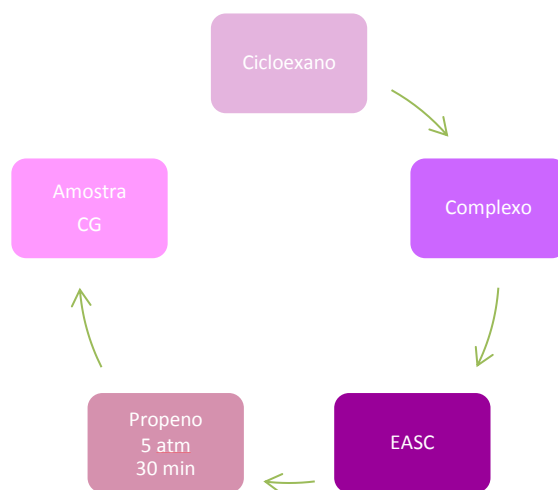 Cicloexano
Complexo
EASC
Propeno
5 atm
30 min
Amostra
CG